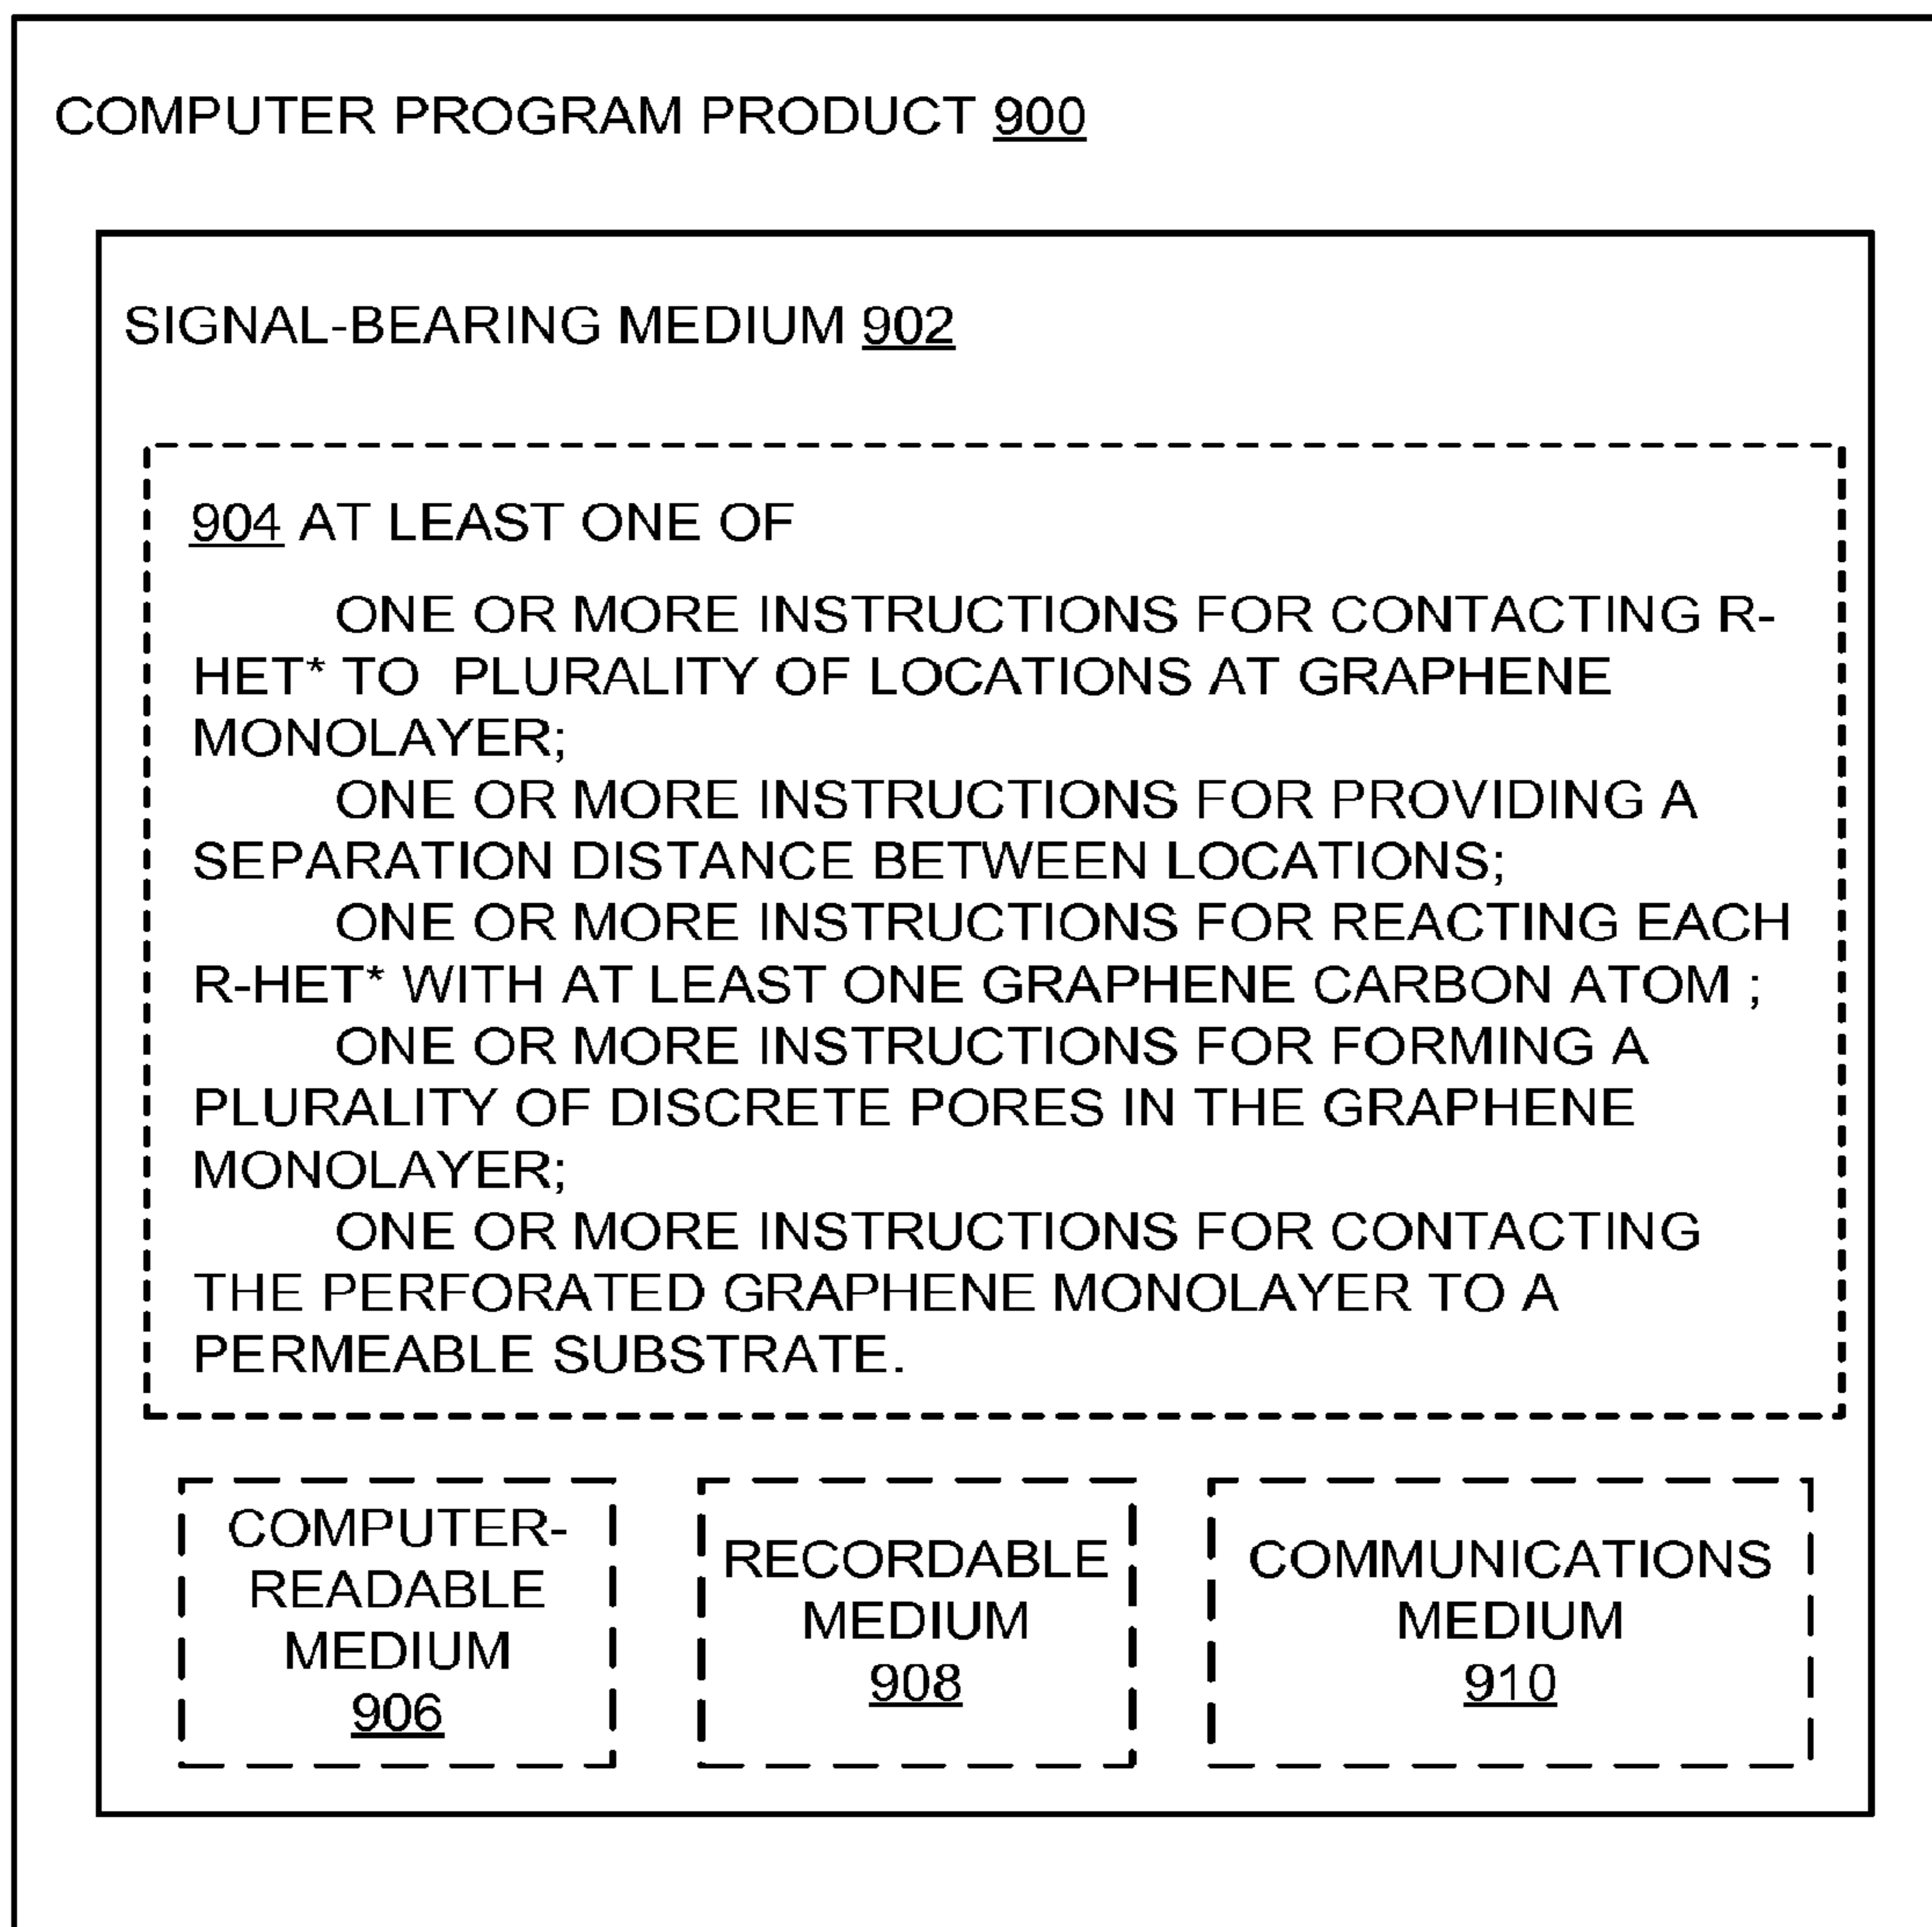 COMPUTER PROGRAM PRODUCT 900
SIGNAL-BEARING MEDIUM 902
904 AT LEAST ONE OF
ONE OR MORE INSTRUCTIONS FOR CONTACTING R-
HET* TO PLURALITY OF LOCATIONS AT GRAPHENE
MONOLAYER;
ONE OR MORE INSTRUCTIONS FOR PROVIDING A
SEPARATION DISTANCE BETWEEN LOCATIONS;
ONE OR MORE INSTRUCTIONS FOR REACTING EACH
R-HET* WITH AT LEAST ONE GRAPHENE CARBON ATOM ;
ONE OR MORE INSTRUCTIONS FOR FORMING A
PLURALITY OF DISCRETE PORES IN THE GRAPHENE
MONOLAYER;
ONE OR MORE INSTRUCTIONS FOR CONTACTING
THE PERFORATED GRAPHENE MONOLAYER TO A
PERMEABLE SUBSTRATE.
COMPUTER-
READABLE
MEDIUM
906
RECORDABLE
MEDIUM
908
COMMUNICATIONS
MEDIUM
910